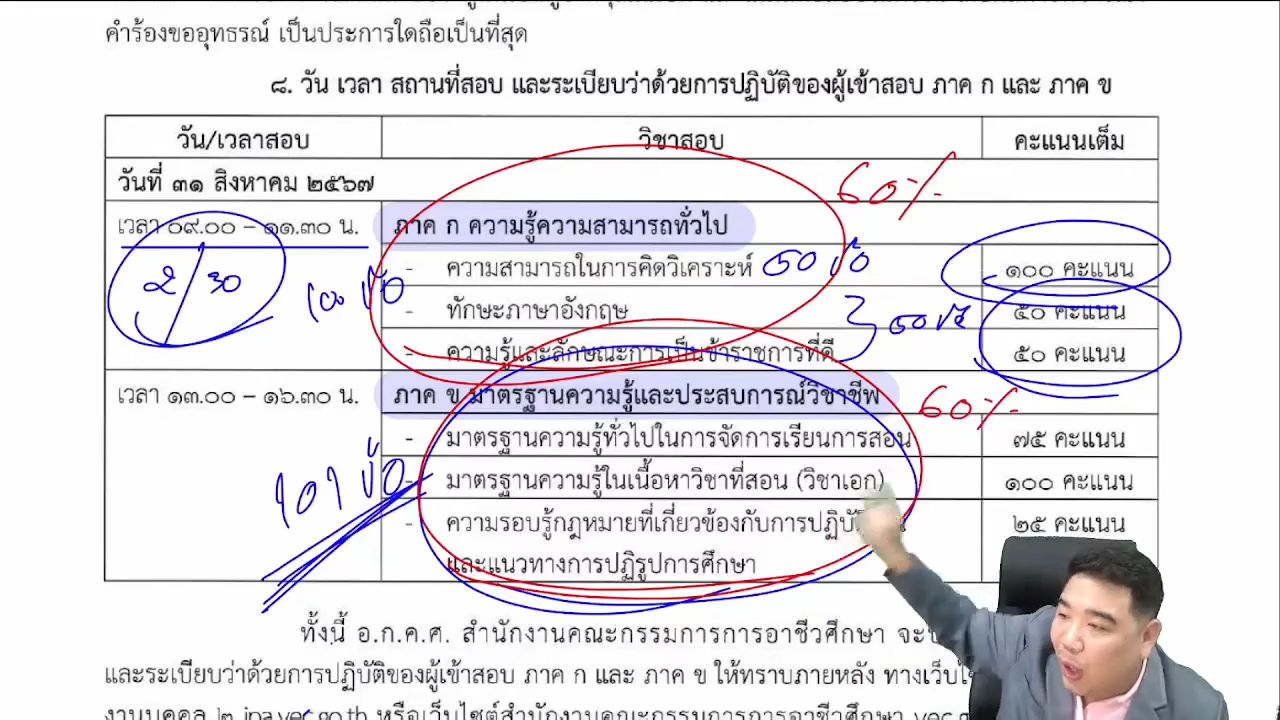 คำร้องขออุทธรณ์ เป็นประการใดถือเป็นที่สุด
๘. วัน เวลา สถานที่สอบ และระเบียบว่าด้วยการปฏิบัติของผู้เข้าสอบ ภาค ก และ ภาค ข
วัน/เวลาสอบ วิชาสอบ คะแนนเต็ม
วันที่ ๓๑ สิงหาคม ๒๕๖๗ 60%
เวลา ๐๙.๐๐ – ๑๑.๓๐ น. ภาค ก ความรู้ความสามารถทั่วไป
- ความสามารถในการคิดวิเคราะห์ ๕๐ ข้อ ๑๐๐ คะแนน
2/30 ๑๐๐ ข้อ
- ทักษะภาษาอังกฤษ ๕๐ คะแนน
๕๐ ข้อ
- ความรู้และลักษณะการเป็นข้าราชการที่ดี ๕๐ คะแนน
เวลา ๑๓.๐๐ – ๑๖.๓๐ น. ภาค ข มาตรฐานความรู้และประสบการณ์วิชาชีพ 60%
- มาตรฐานความรู้ทั่วไปในการจัดการเรียนการสอน ๗๕ คะแนน
- มาตรฐานความรู้ในเนื้อหาวิชาที่สอน (วิชาเอก) ๑๐๐ คะแนน
- ความรอบรู้กฎหมายที่เกี่ยวข้องกับการ ๒๕ คะแนน
และแนวทางการปฏิรูปการศึกษา
ทั้งนี้ อ.ก.ค.ศ. สำนักงานคณะกรรมการการอาชีวศึกษา
และระเบียบว่าด้วยการปฏิบัติของผู้เข้าสอบ ภาค ก และ ภาค ข ให้ทราบภายหลัง